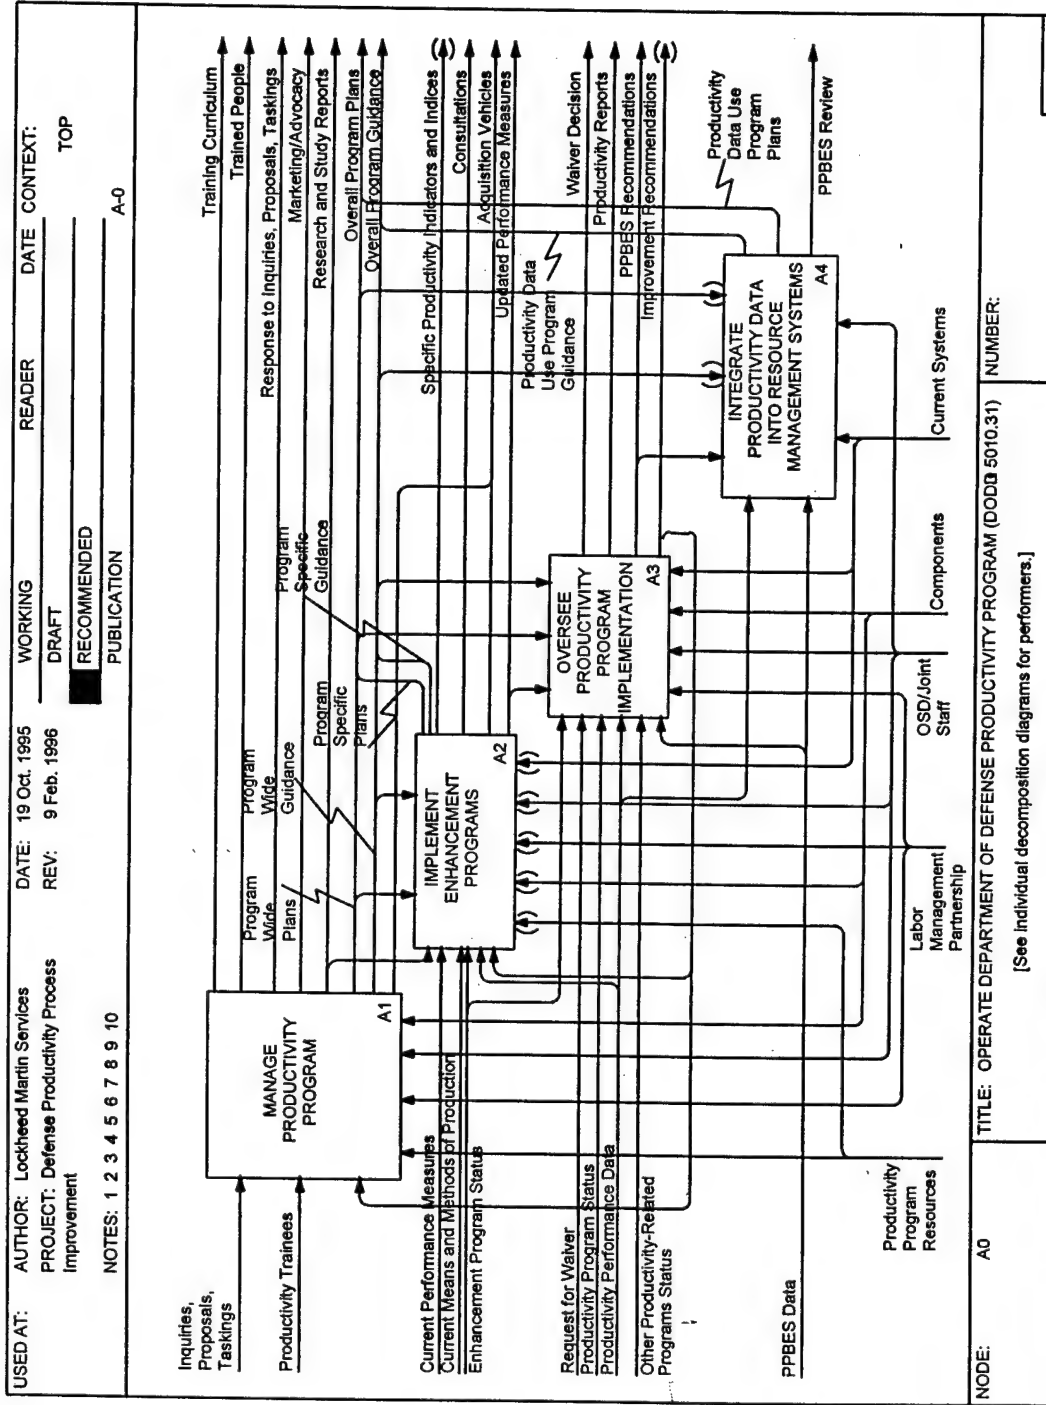 USED AT:
AUTHOR: Lockheed Martin Services
PROJECT: Defense Productivity Process
Improvement
NOTES: 1 2 3 4 5 6 7 8 9 10
DATE: 19 Oct. 1995
REV: 9 Feb. 1996
WORKING
DRAFT
RECOMMENDED
PUBLICATION
READER
DATE
CONTEXT:
TOP
A-0
Inquiries,
Proposals,
Taskings
Productivity Trainees
Current Performance Measures
Current Means and Methods of Production
Enhancement Program Status
Request for Waiver
Productivity Program Status
Productivity Performance Data
Other Productivity-Related
Programs Status
PPBES Data
MANAGE
PRODUCTIVITY
PROGRAM
A1
Program
Wide
Plans
Program
Wide
Guidance
Program
Specific
Plans
Program
Specific
Guidance
IMPLEMENT
ENHANCEMENT
PROGRAMS
A2
OVERSEE
PRODUCTIVITY
PROGRAM
IMPLEMENTATION
A3
INTEGRATE
PRODUCTIVITY DATA
INTO RESOURCE
MANAGEMENT SYSTEMS
A4
Training Curriculum
Trained People
Response to Inquiries, Proposals, Taskings
Marketing/Advocacy
Research and Study Reports
Overall Program Plans
Overall Program Guidance
Specific Productivity Indicators and Indices
Consultations
Acquisition Vehicles
Updated Performance Measures
Productivity Data
Use Program
Guidance
Waiver Decision
Productivity Reports
PPBES Recommendations
Improvement Recommendations
Productivity
Data Use
Program
Plans
PPBES Review
Productivity
Program
Resources
Labor
Management
Partnership
OSD/Joint
Staff
Components
Current Systems
NODE: A0
TITLE: OPERATE DEPARTMENT OF DEFENSE PRODUCTIVITY PROGRAM (DODD 5010.31)
[See individual decomposition diagrams for performers.]
NUMBER: